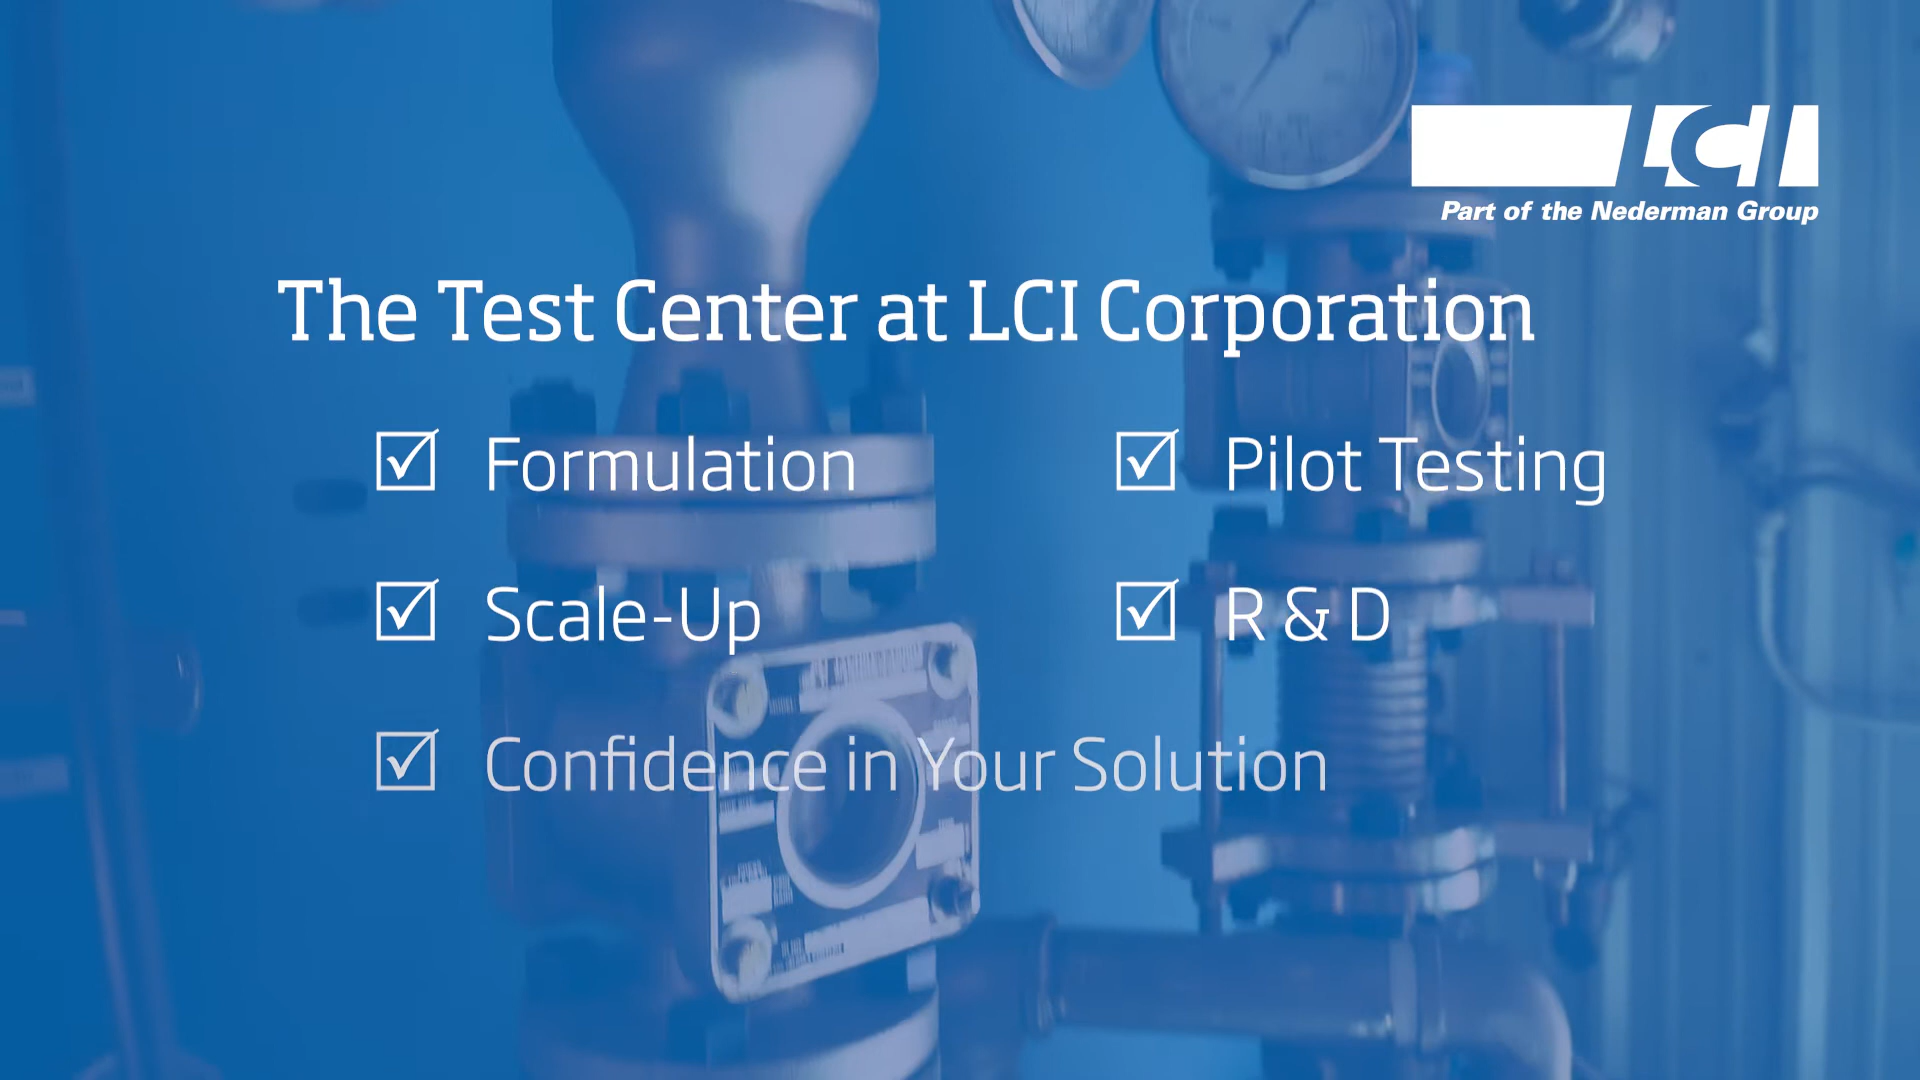 LCI
Part of the Nederman Group
The Test Center at LCI Corporation
Formulation
Pilot Testing
Scale-Up
R & D
Confidence in Your Solution